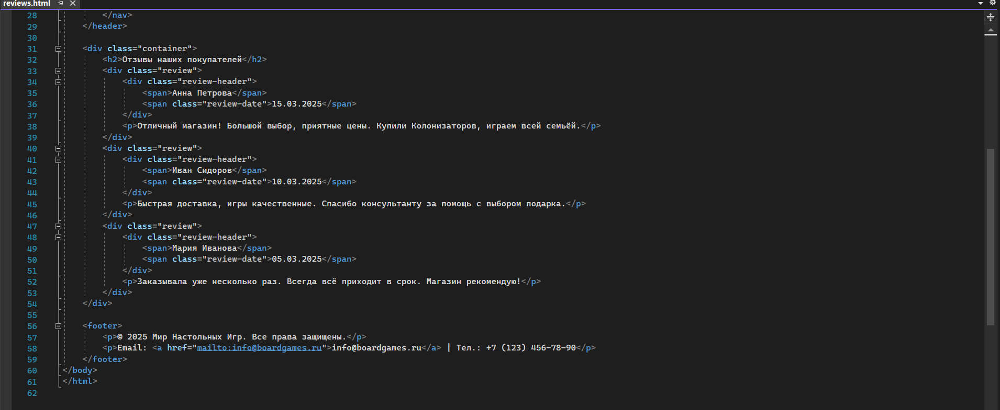 reviews.html
28 </nav>
29 </header>
30
31 <div class="container">
32 <h2>Отзывы наших покупателей</h2>
33 <div class="review">
34 <div class="review-header">
35 <span>Анна Петрова</span>
36 <span class="review-date">15.03.2025</span>
37 </div>
38 <p>Отличный магазин! Большой выбор, приятные цены. Купили Колонизаторов, играем всей семьёй.</p>
39 </div>
40 <div class="review">
41 <div class="review-header">
42 <span>Иван Сидоров</span>
43 <span class="review-date">10.03.2025</span>
44 </div>
45 <p>Быстрая доставка, игры качественные. Спасибо консультанту за помощь с выбором подарка.</p>
46 </div>
47 <div class="review">
48 <div class="review-header">
49 <span>Мария Иванова</span>
50 <span class="review-date">05.03.2025</span>
51 </div>
52 <p>Заказывала уже несколько раз. Всегда всё приходит в срок. Магазин рекомендую!</p>
53 </div>
54 </div>
55
56 <footer>
57 <p>© 2025 Мир Настольных Игр. Все права защищены.</p>
58 <p>Email: <a href="mailto:info@boardgames.ru">info@boardgames.ru</a> | Тел.: +7 (123) 456-78-90</p>
59 </footer>
60 </body>
61 </html>
62